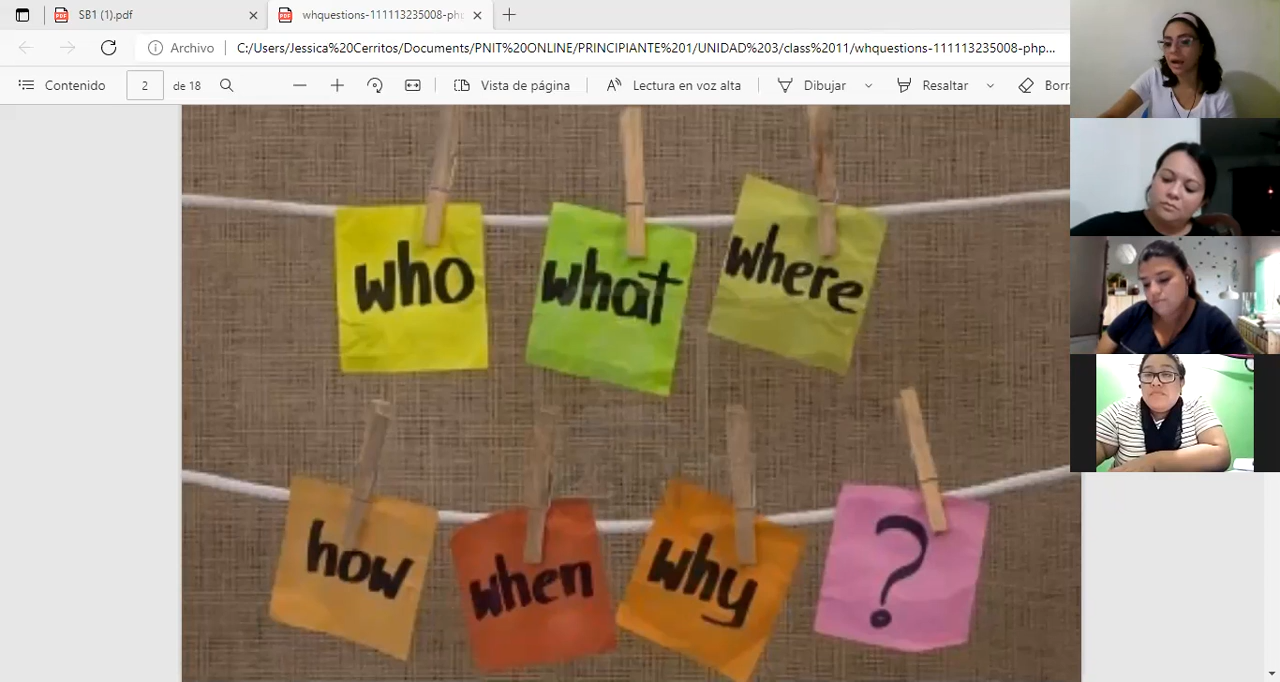 SB1 (1).pdf
whquestions-111113235008-php
Archivo
C:/Users/Jessica%20Cerritos/Documents/PNIT%20ONLINE/PRINCIPIANTE%201/UNIDAD%203/class%2011/whquestions-111113235008-php...
Contenido
2
de 18
Vista de página
Lectura en voz alta
Dibujar
Resaltar
Borr
who
what
where
how
when
why
?